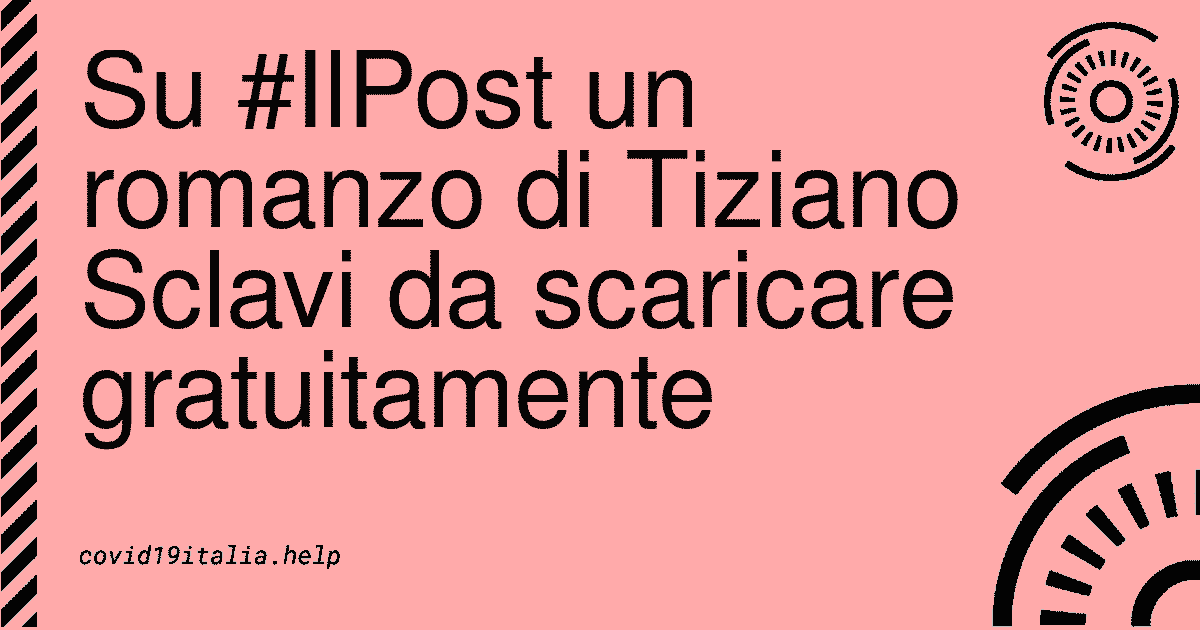 Su #IlPost un
romanzo di Tiziano
Sclavi da scaricare
gratuitamente
covid19italia.help